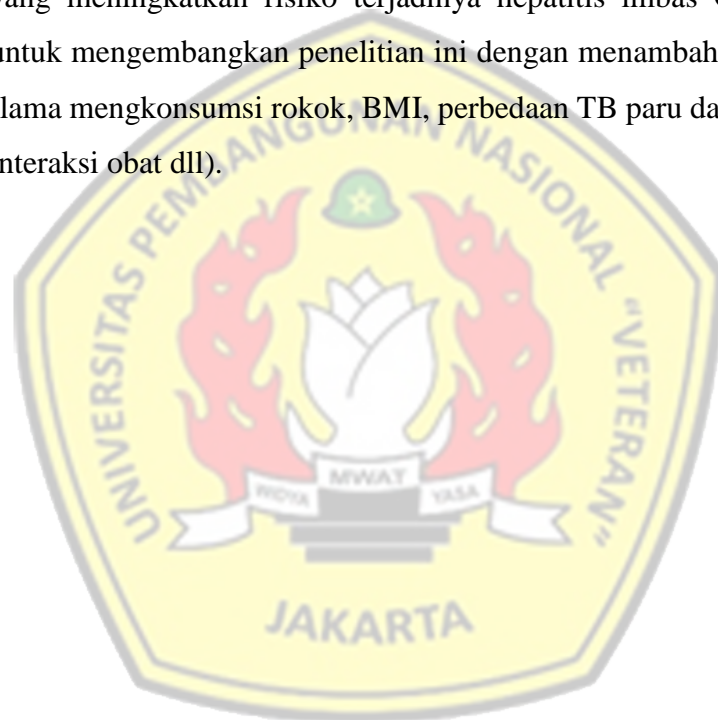 yang meningkatkan risiko terjadinya hepatitis imbas
untuk mengembangkan penelitian ini dengan menambah
lama mengkonsumsi rokok, BMI, perbedaan TB paru da
nteraksi obat dll).
UNIVERSITAS PEMBANGUNAN NASIONAL “VETERAN”
WIDYA MWAT YASA
JAKARTA